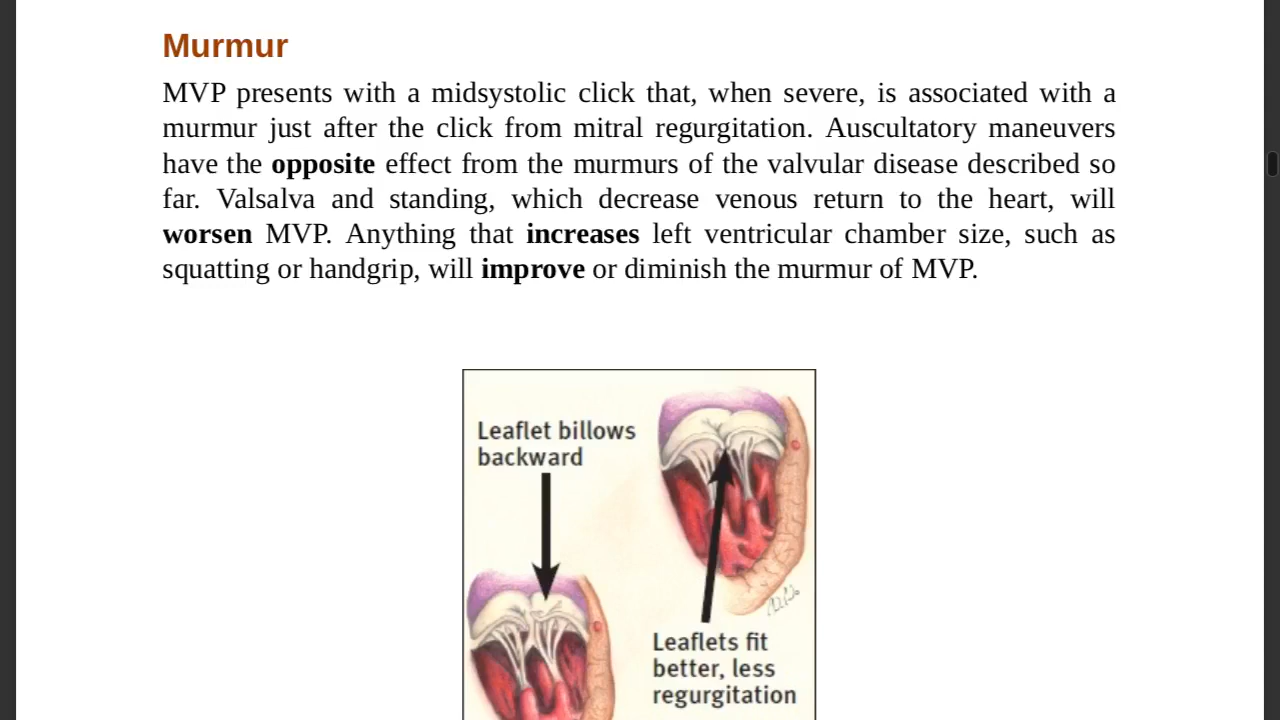 Murmur
MVP presents with a midsystolic click that, when severe, is associated with a
murmur just after the click from mitral regurgitation. Auscultatory maneuvers
have the opposite effect from the murmurs of the valvular disease described so
far. Valsalva and standing, which decrease venous return to the heart, will
worsen MVP. Anything that increases left ventricular chamber size, such as
squatting or handgrip, will improve or diminish the murmur of MVP.
Leaflet billows
backward
Leaflets fit
better, less
regurgitation